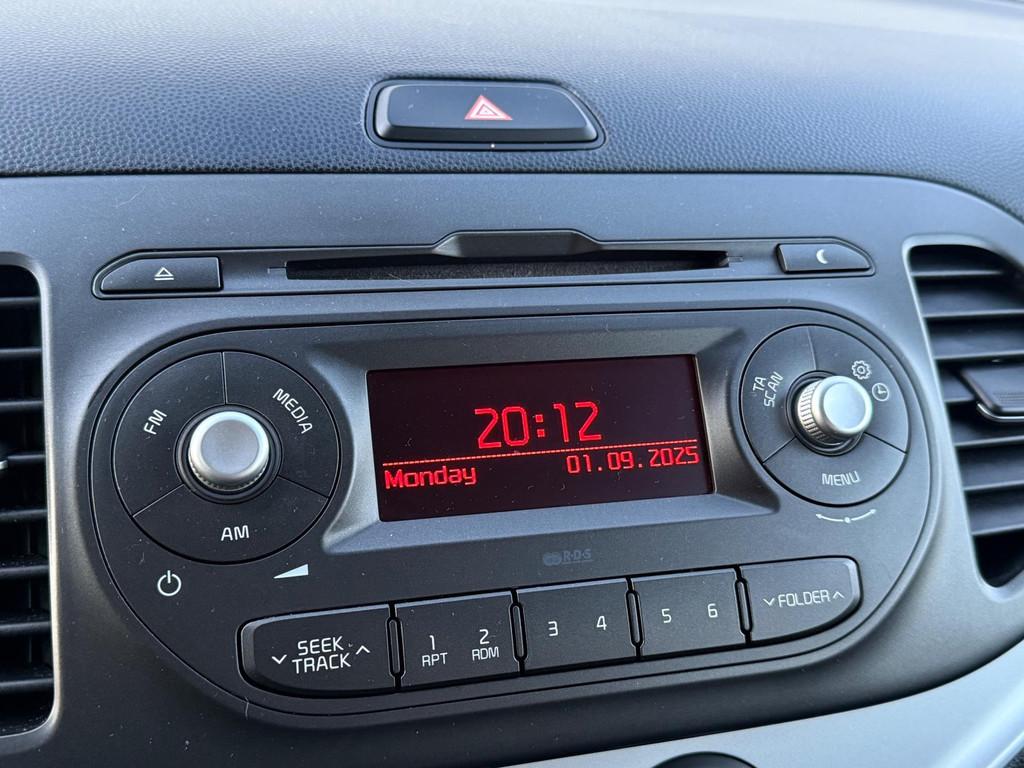 FM
MEDIA
AM
20:12
Monday 01.09.2025
TA
SCAN
MENU
R·D·S
SEEK
TRACK
1 2
RPT RDM
3 4
5 6
FOLDER